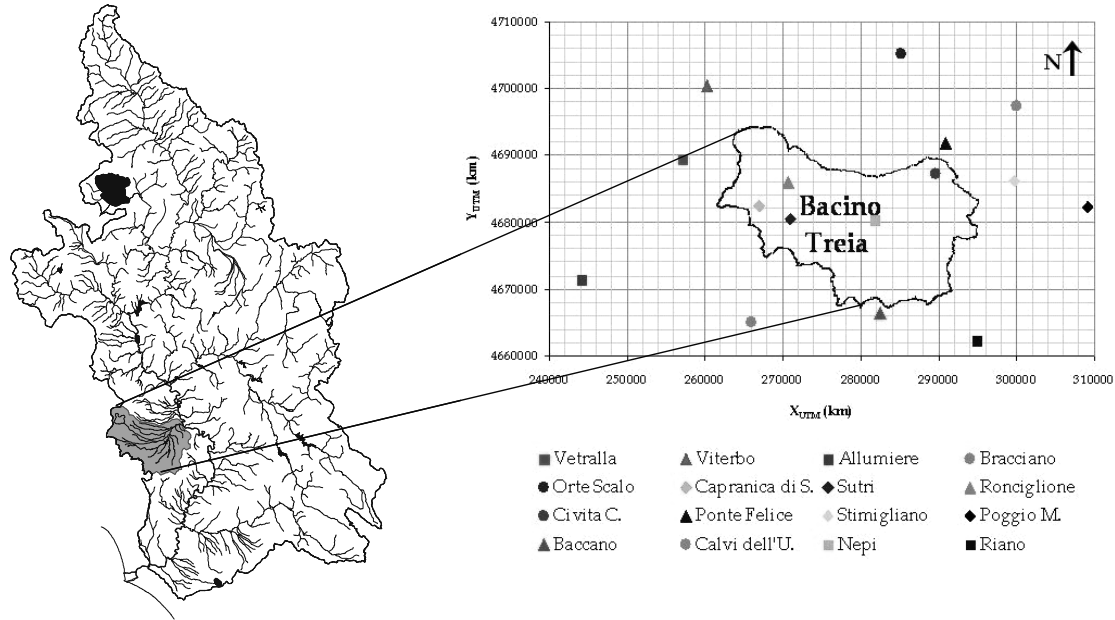 4710000
4700000
4690000
4680000
4670000
4660000
Y_UTM (km)
N
Bacino
Treia
240000 250000 260000 270000 280000 290000 300000 310000
X_UTM (km)
Vetralla Viterbo Allumiere Bracciano
Orte Scalo Capranica di S. Sutri Ronciglione
Civita C. Ponte Felice Stimigliano Poggio M.
Baccano Calvi dell'U. Nepi Riano